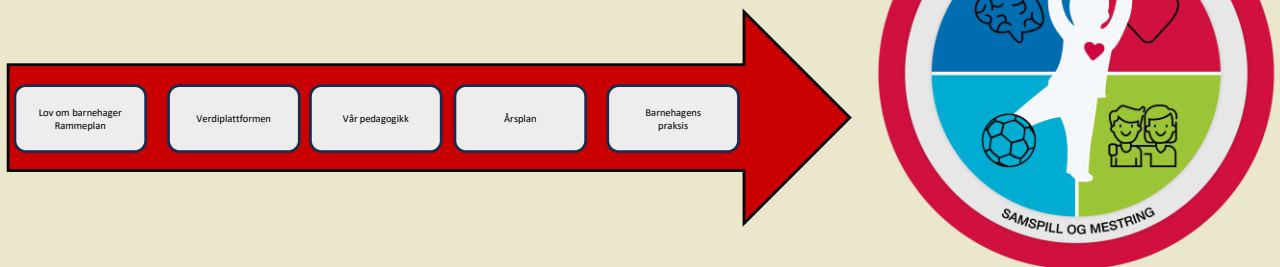 Lov om barnehager
Rammeplan
Verdiplattformen
Vår pedagogikk
Årsplan
Barnehagens
praksis
SAMSPILL OG MESTRING